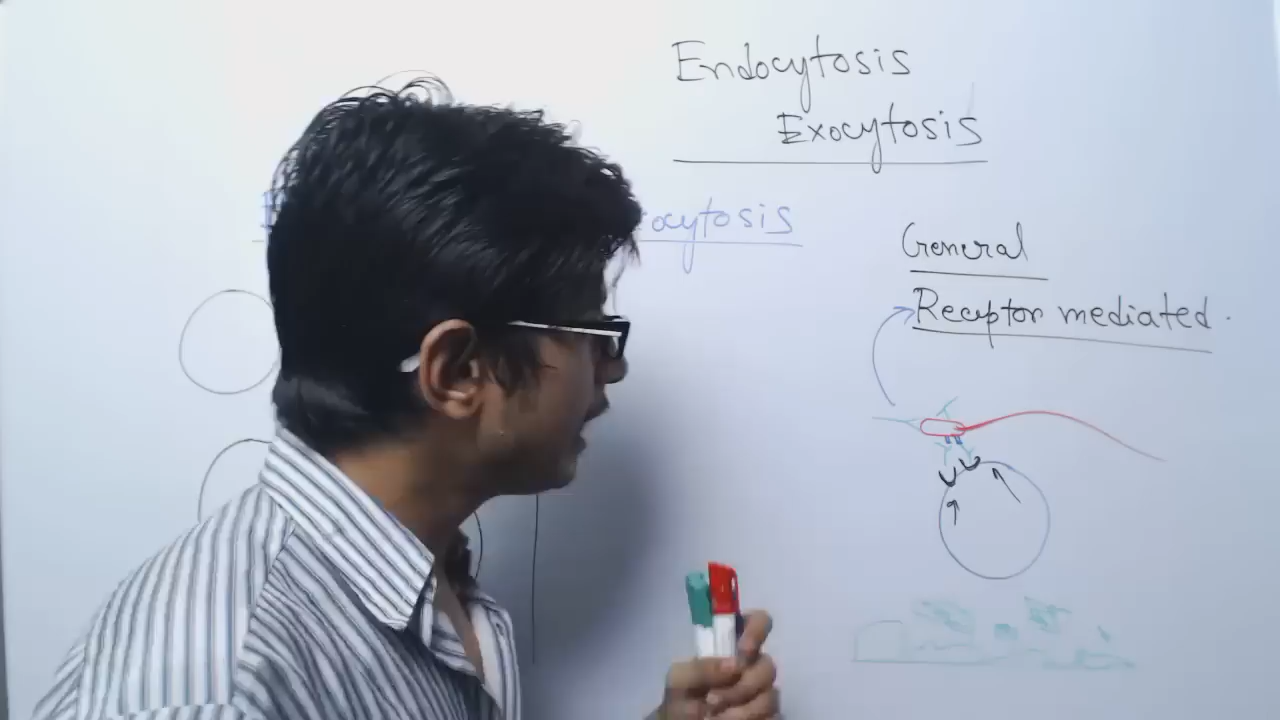 Endocytosis
Exocytosis
General
Receptor mediated.